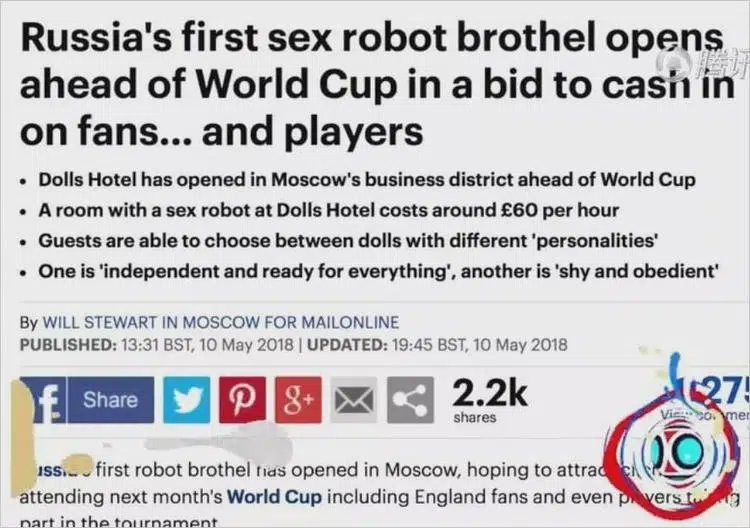 Russia's first sex robot brothel opens
ahead of World Cup in a bid to cash in
on fans... and players
• Dolls Hotel has opened in Moscow's business district ahead of World Cup
• A room with a sex robot at Dolls Hotel costs around £60 per hour
• Guests are able to choose between dolls with different 'personalities'
• One is 'independent and ready for everything', another is 'shy and obedient'
By WILL STEWART IN MOSCOW FOR MAILONLINE
PUBLISHED: 13:31 BST, 10 May 2018 | UPDATED: 19:45 BST, 10 May 2018
f Share
8+
2.2k
shares
first robot brothel has opened in Moscow, hoping to
attending next month's World Cup including England fans and even
part in the tournament